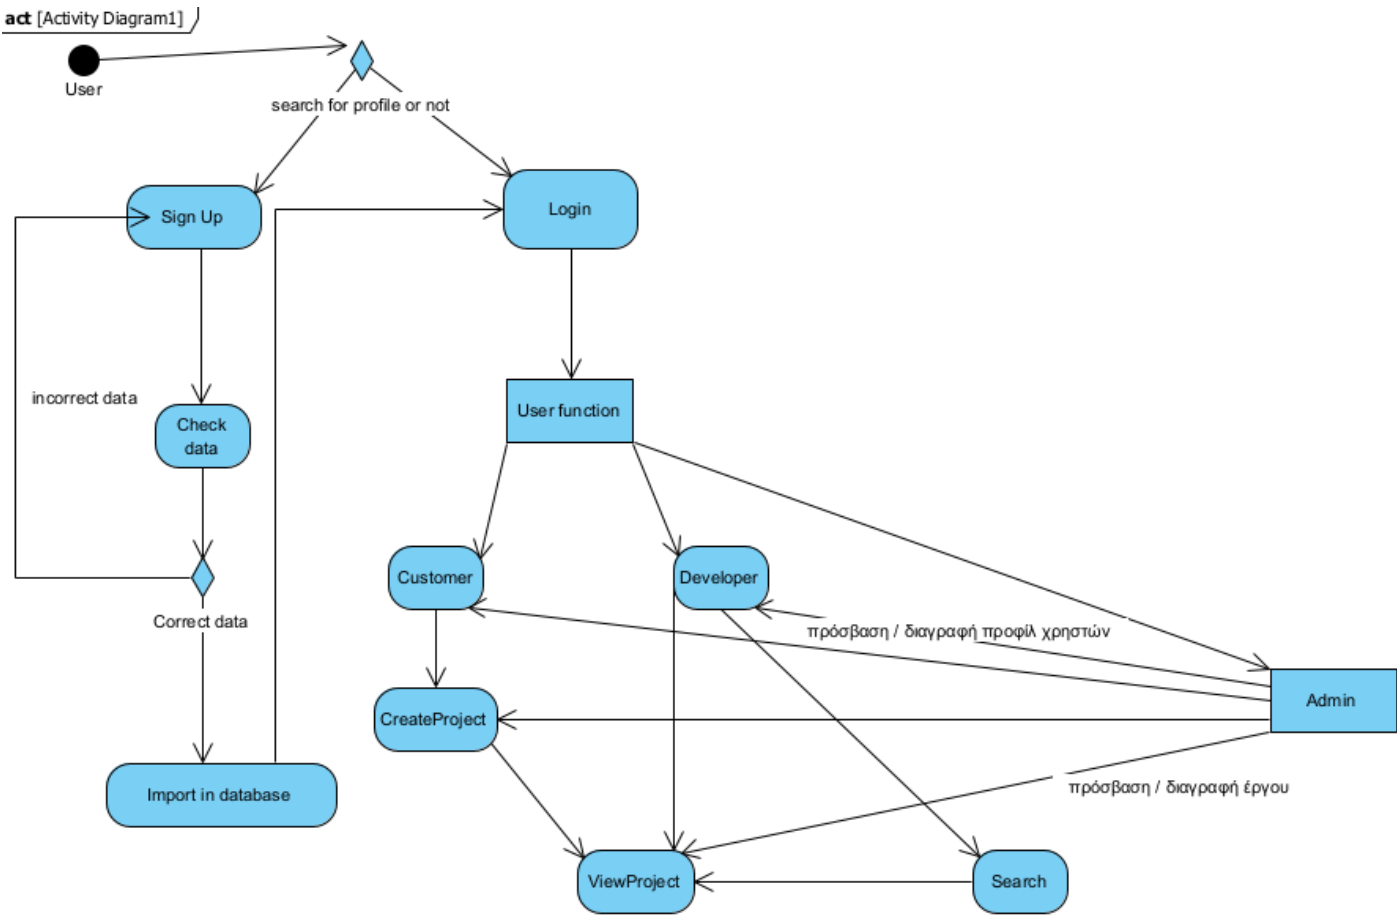 act [Activity Diagram1]
User
search for profile or not
Sign Up
Login
incorrect data
Check
data
User function
Customer
Developer
Correct data
πρόσβαση / διαγραφή προφίλ χρηστών
Admin
CreateProject
Import in database
πρόσβαση / διαγραφή έργου
ViewProject
Search